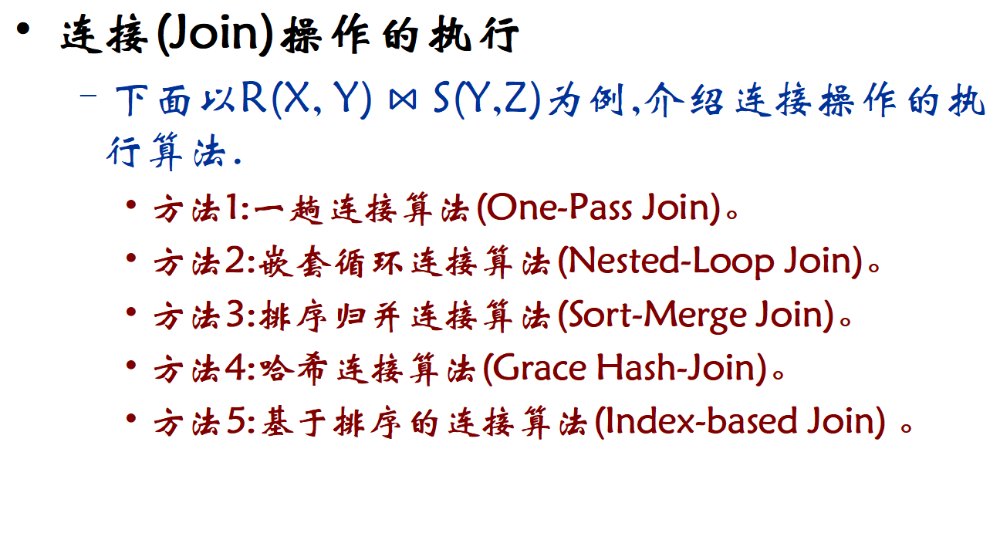 • 连接(Join)操作的执行
– 下面以R(X, Y) ⋈ S(Y,Z)为例,介绍连接操作的执
行算法.
• 方法1:一趟连接算法(One-Pass Join)。
• 方法2:嵌套循环连接算法(Nested-Loop Join)。
• 方法3:排序归并连接算法(Sort-Merge Join)。
• 方法4:哈希连接算法(Grace Hash-Join)。
• 方法5:基于排序的连接算法(Index-based Join) 。